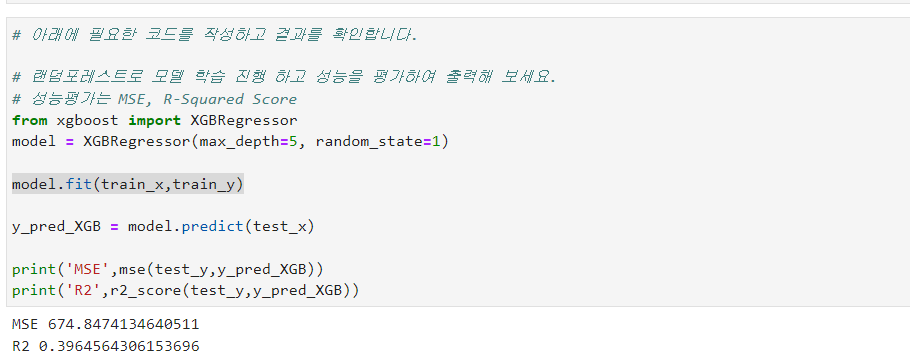 # 아래에 필요한 코드를 작성하고 결과를 확인합니다.
# 랜덤포레스트로 모델 학습 진행 하고 성능을 평가하여 출력해 보세요.
# 성능평가는 MSE, R-Squared Score
from xgboost import XGBRegressor
model = XGBRegressor(max_depth=5, random_state=1)
model.fit(train_x,train_y)
y_pred_XGB = model.predict(test_x)
print('MSE',mse(test_y,y_pred_XGB))
print('R2',r2_score(test_y,y_pred_XGB))
MSE 674.8474134640511
R2 0.3964564306153696